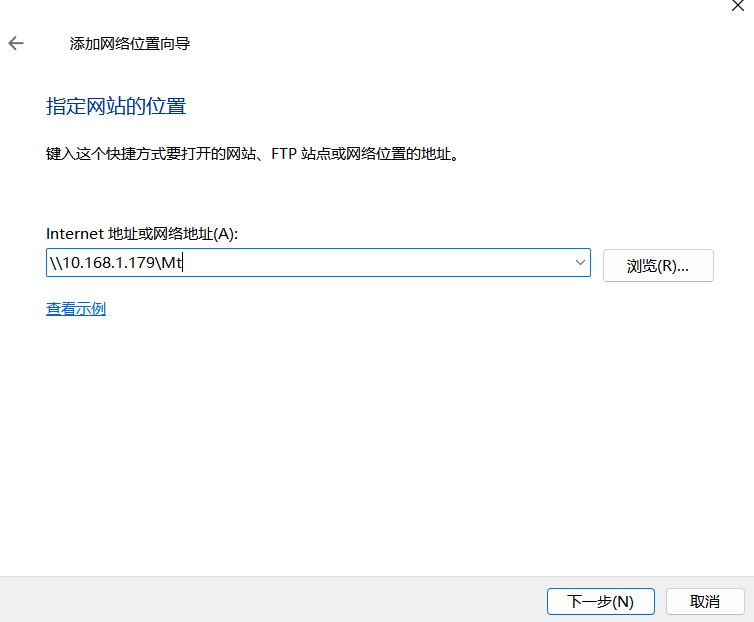 添加网络位置向导
指定网站的位置
键入这个快捷方式要打开的网站、FTP 站点或网络位置的地址。
Internet 地址或网络地址(A):
\\10.168.1.179\Mt
浏览(R)...
查看示例
下一步(N)
取消